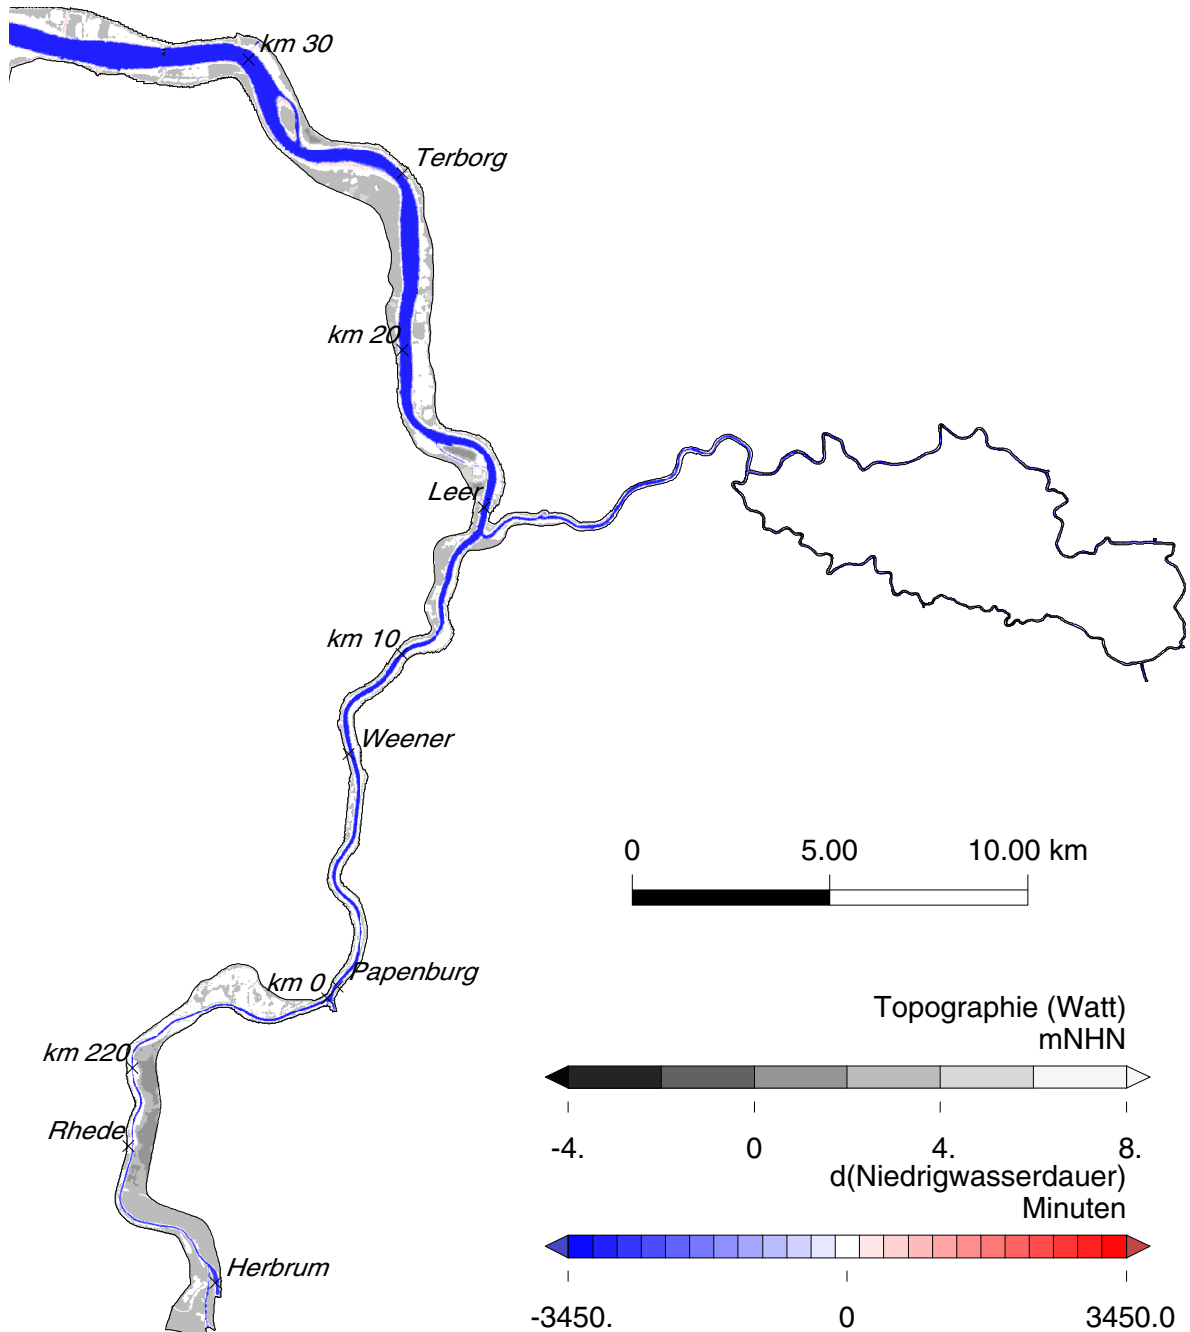 km 30
Terborg
km 20
Leer
km 10
Weener
0 5.00 10.00 km
Papenburg
km 0
Topographie (Watt)
mNHN
km 220
Rhede
-4. 0 4. 8.
d(Niedrigwasserdauer)
Minuten
Herbrum
-3450. 0 3450.0